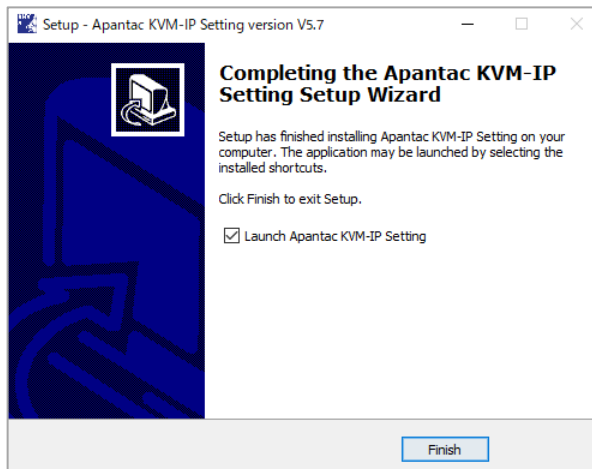 Setup - Apantac KVM-IP Setting version V5.7
Completing the Apantac KVM-IP
Setting Setup Wizard
Setup has finished installing Apantac KVM-IP Setting on your
computer. The application may be launched by selecting the
installed shortcuts.
Click Finish to exit Setup.
Launch Apantac KVM-IP Setting
Finish